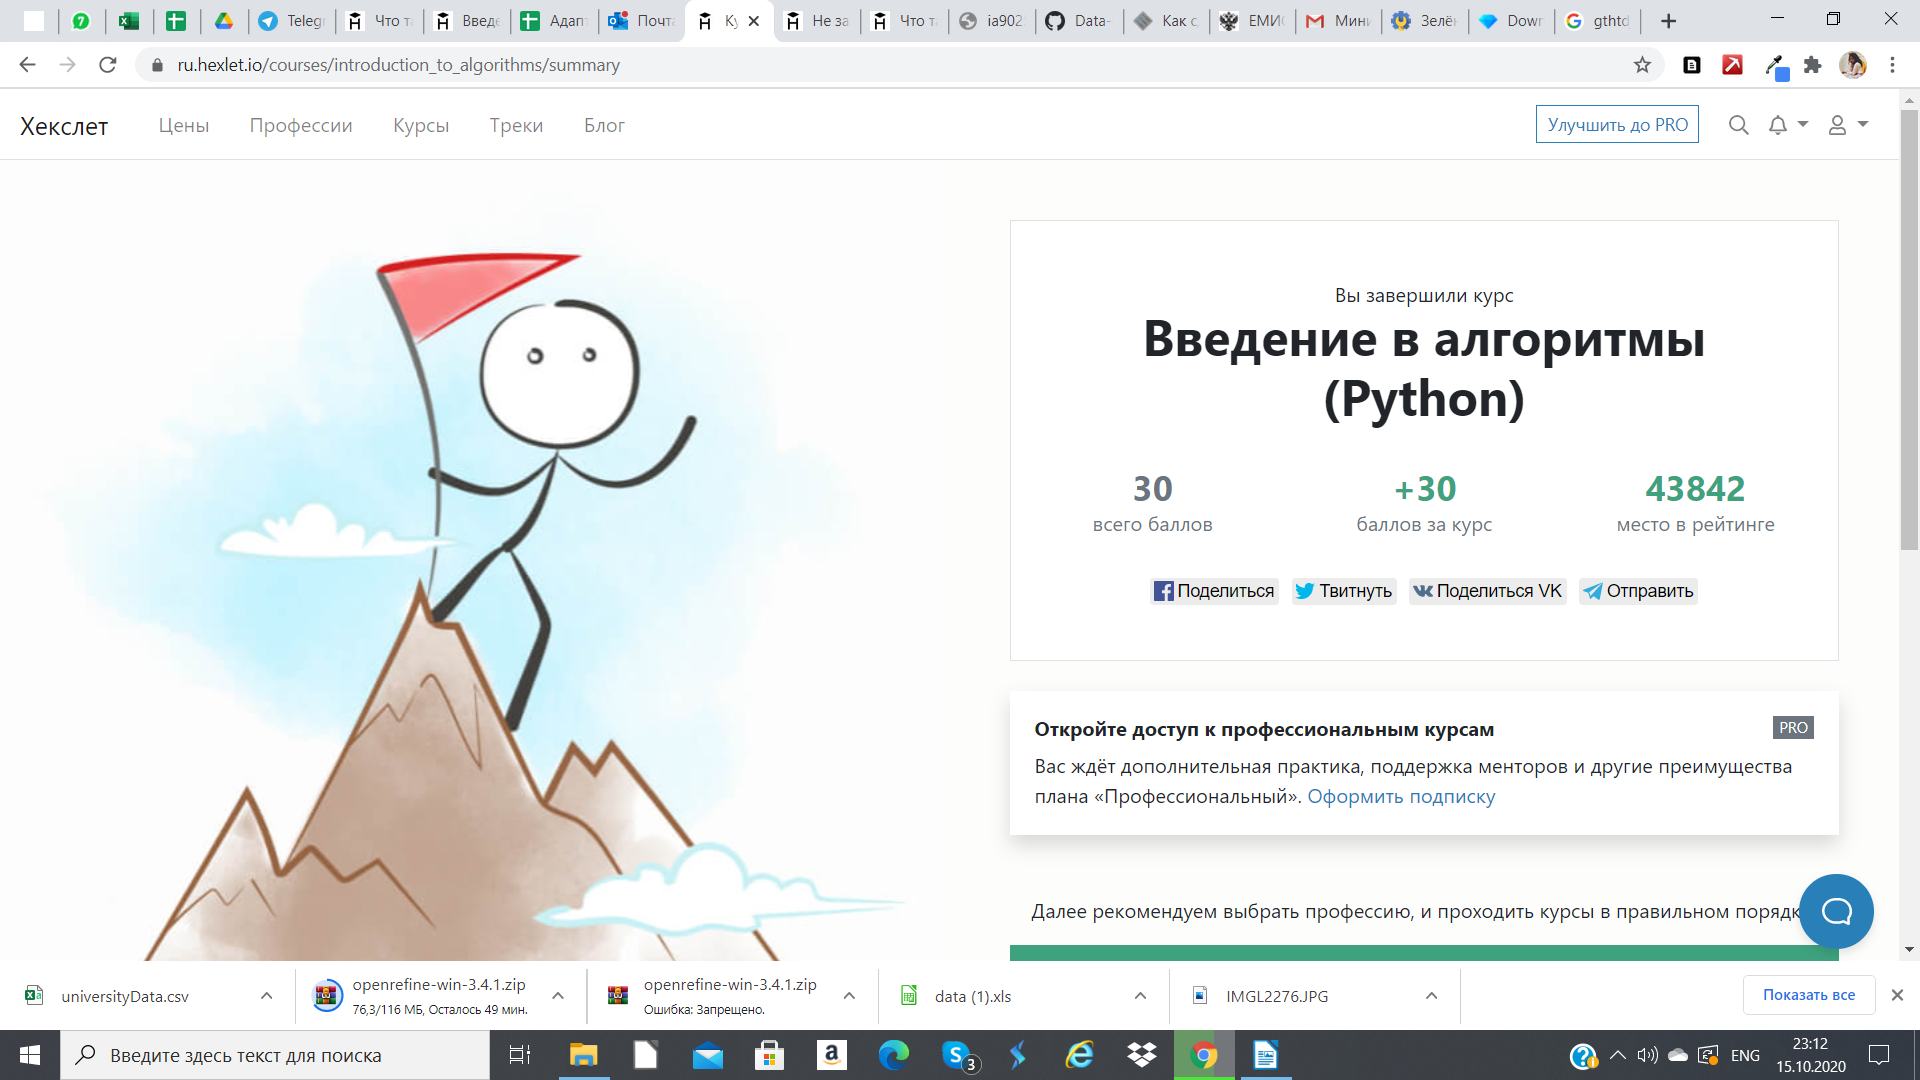 Teleg
Что т
Введе
Адап
Почта
Ку
Не за
Что т
ia902
Data-
Как с
ЕМИС
Мини
Зелён
Down
gthtd
ru.hexlet.io/courses/introduction_to_algorithms/summary
Хекслет
Цены
Профессии
Курсы
Треки
Блог
Улучшить до PRO
Вы завершили курс
Введение в алгоритмы
(Python)
30
+30
43842
всего баллов
баллов за курс
место в рейтинге
Поделиться
Твитнуть
Поделиться VK
Отправить
Откройте доступ к профессиональным курсам
PRO
Вас ждёт дополнительная практика, поддержка менторов и другие преимущества
плана «Профессиональный». Оформить подписку
Далее рекомендуем выбрать профессию, и проходить курсы в правильном порядк
universityData.csv
openrefine-win-3.4.1.zip
76,3/116 МБ, Осталось 49 мин.
openrefine-win-3.4.1.zip
Ошибка: Запрещено.
data (1).xls
IMGL2276.JPG
Показать все
Введите здесь текст для поиска
3
ENG
23:12
15.10.2020